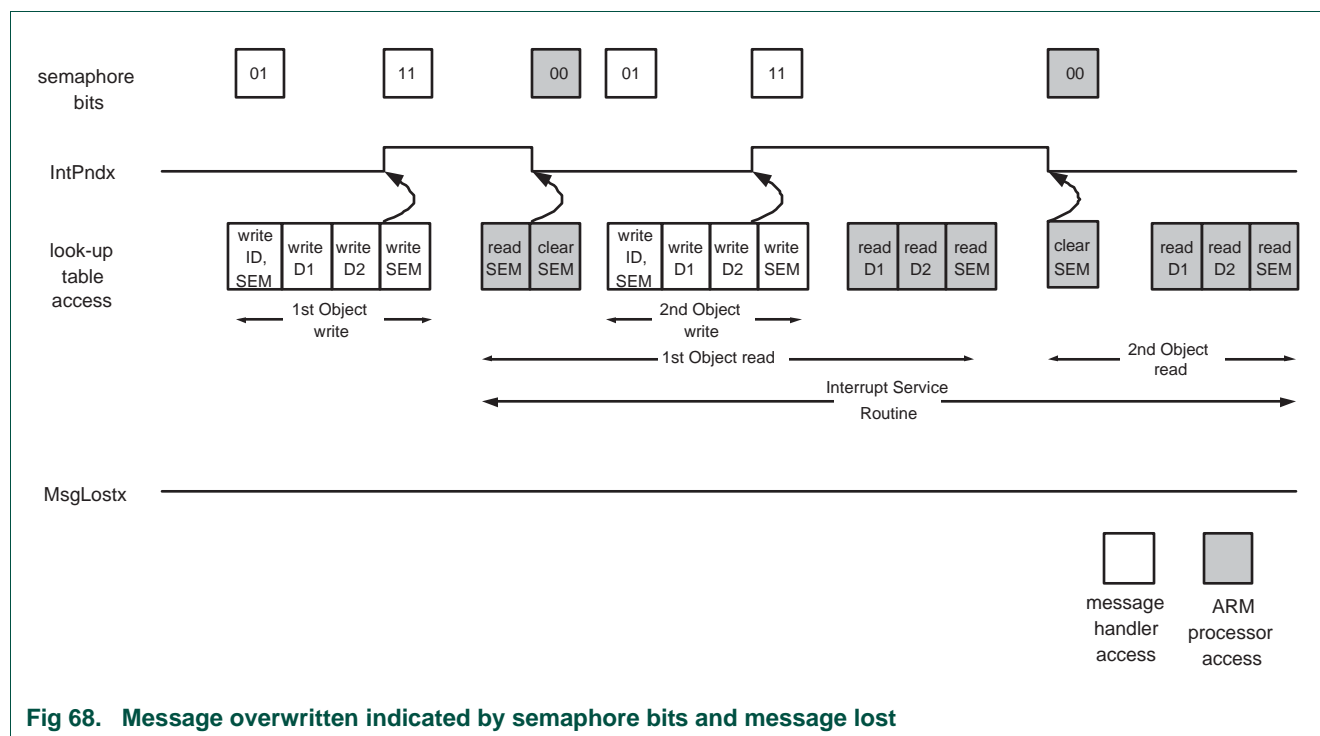 semaphore
bits
01
11
00
01
11
00
IntPndx
look-up
table
access
write
ID,
SEM
write
D1
write
D2
write
SEM
read
SEM
clear
SEM
write
ID,
SEM
write
D1
write
D2
write
SEM
read
D1
read
D2
read
SEM
clear
SEM
read
D1
read
D2
read
SEM
1st Object
write
2nd Object
write
1st Object read
2nd Object
read
Interrupt Service
Routine
MsgLostx
message
handler
access
ARM
processor
access
Fig 68. Message overwritten indicated by semaphore bits and message lost